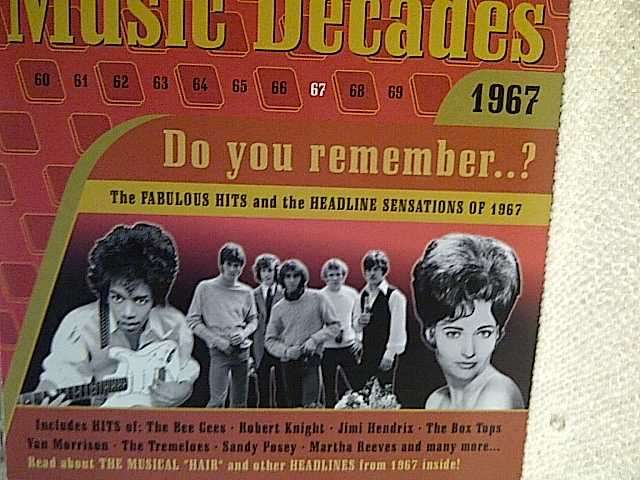 Music Decades
60 61 62 63 64 65 66 67 68 69
1967
Do you remember..?
The FABULOUS HITS and the HEADLINE SENSATIONS OF 1967
Includes HITS of: The Bee Gees · Robert Knight · Jimi Hendrix · The Box Tops
Van Morrison · The Tremeloes · Sandy Posey · Martha Reeves and many more...
Read about THE MUSICAL "HAIR" and other HEADLINES from 1967 inside!